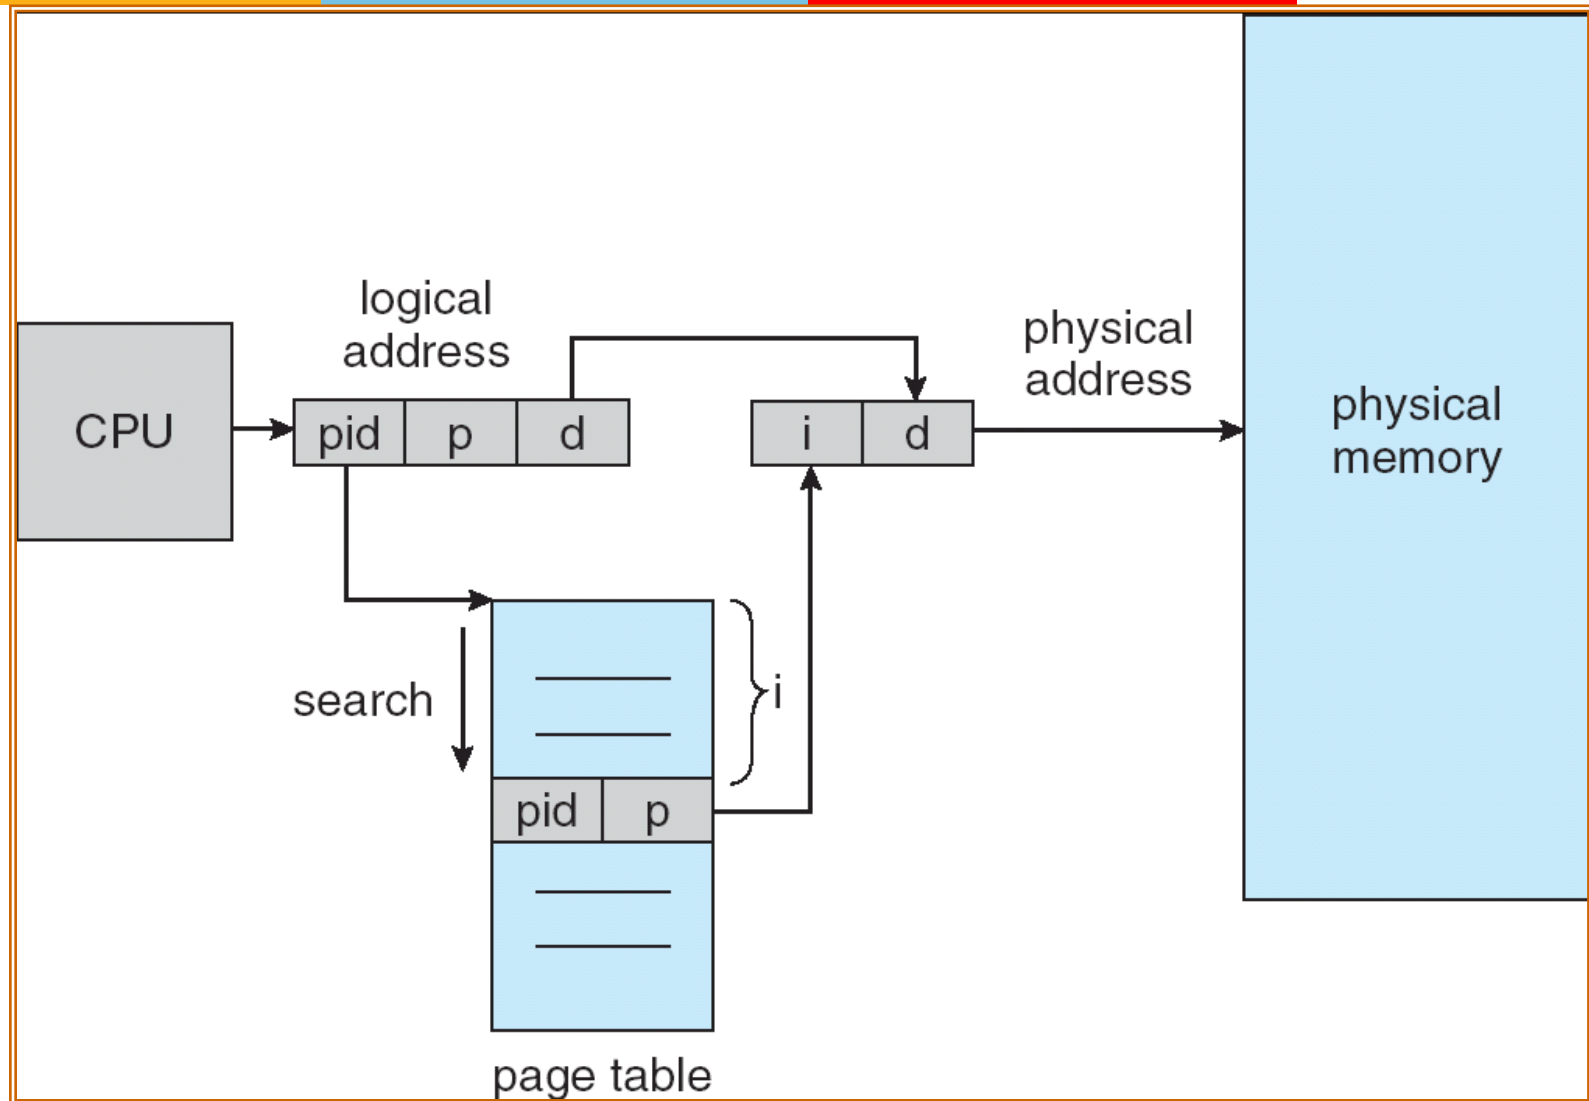 logical
address
physical
address
CPU
pid p d
i d
physical
memory
search
i
pid p
page table